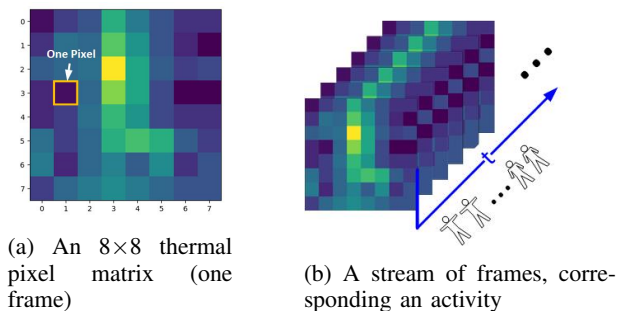 0
1
2
3
4
5
6
7
One Pixel
0 1 2 3 4 5 6 7
t
(a) An 8×8 thermal
pixel matrix (one
frame)
(b) A stream of frames, corre-
sponding an activity